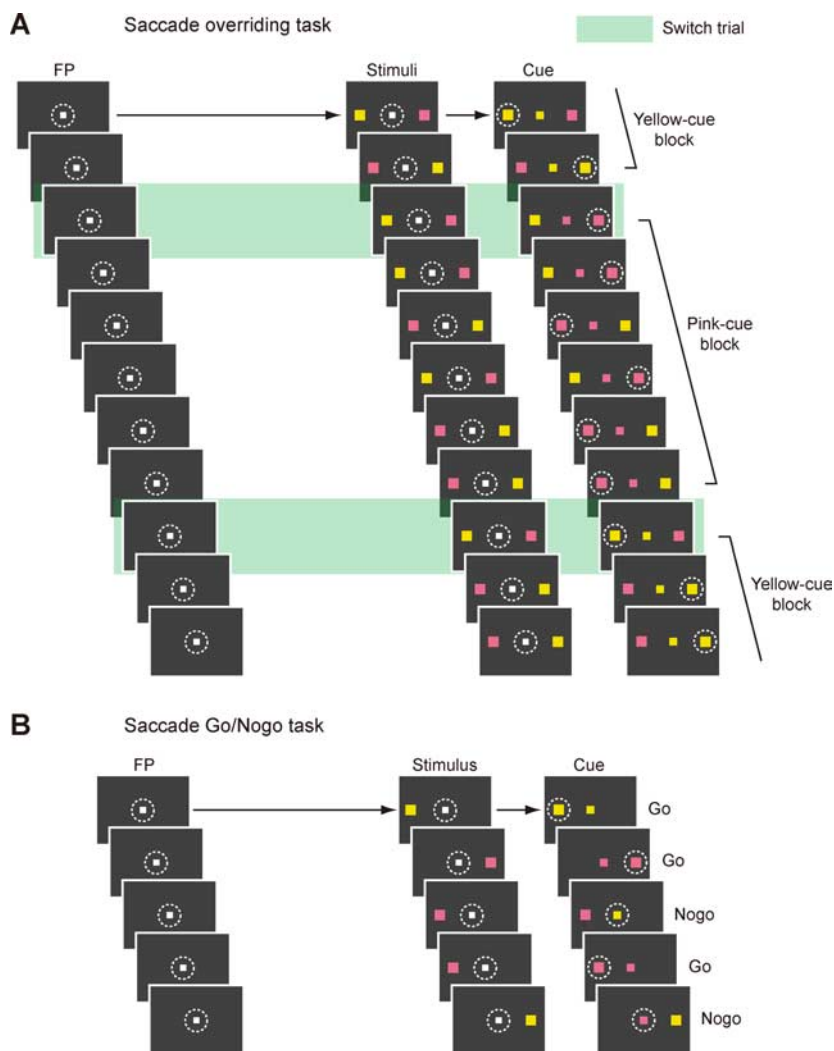 A
Saccade overriding task
Switch trial
FP
Stimuli
Cue
Yellow-cue
block
Pink-cue
block
Yellow-cue
block
B
Saccade Go/Nogo task
FP
Stimulus
Cue
Go
Go
Nogo
Go
Nogo